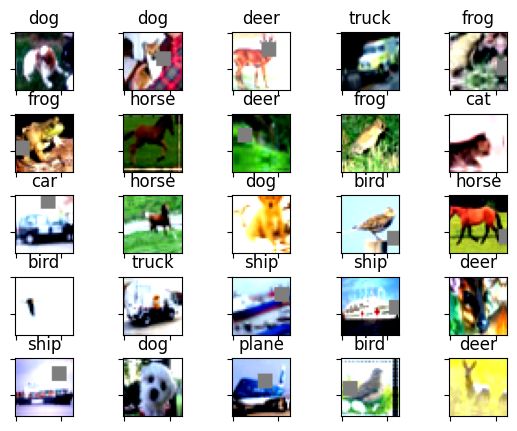 dog dog deer truck frog
frog horse deer frog cat
car horse dog bird horse
bird truck ship ship deer
ship dog plane bird deer